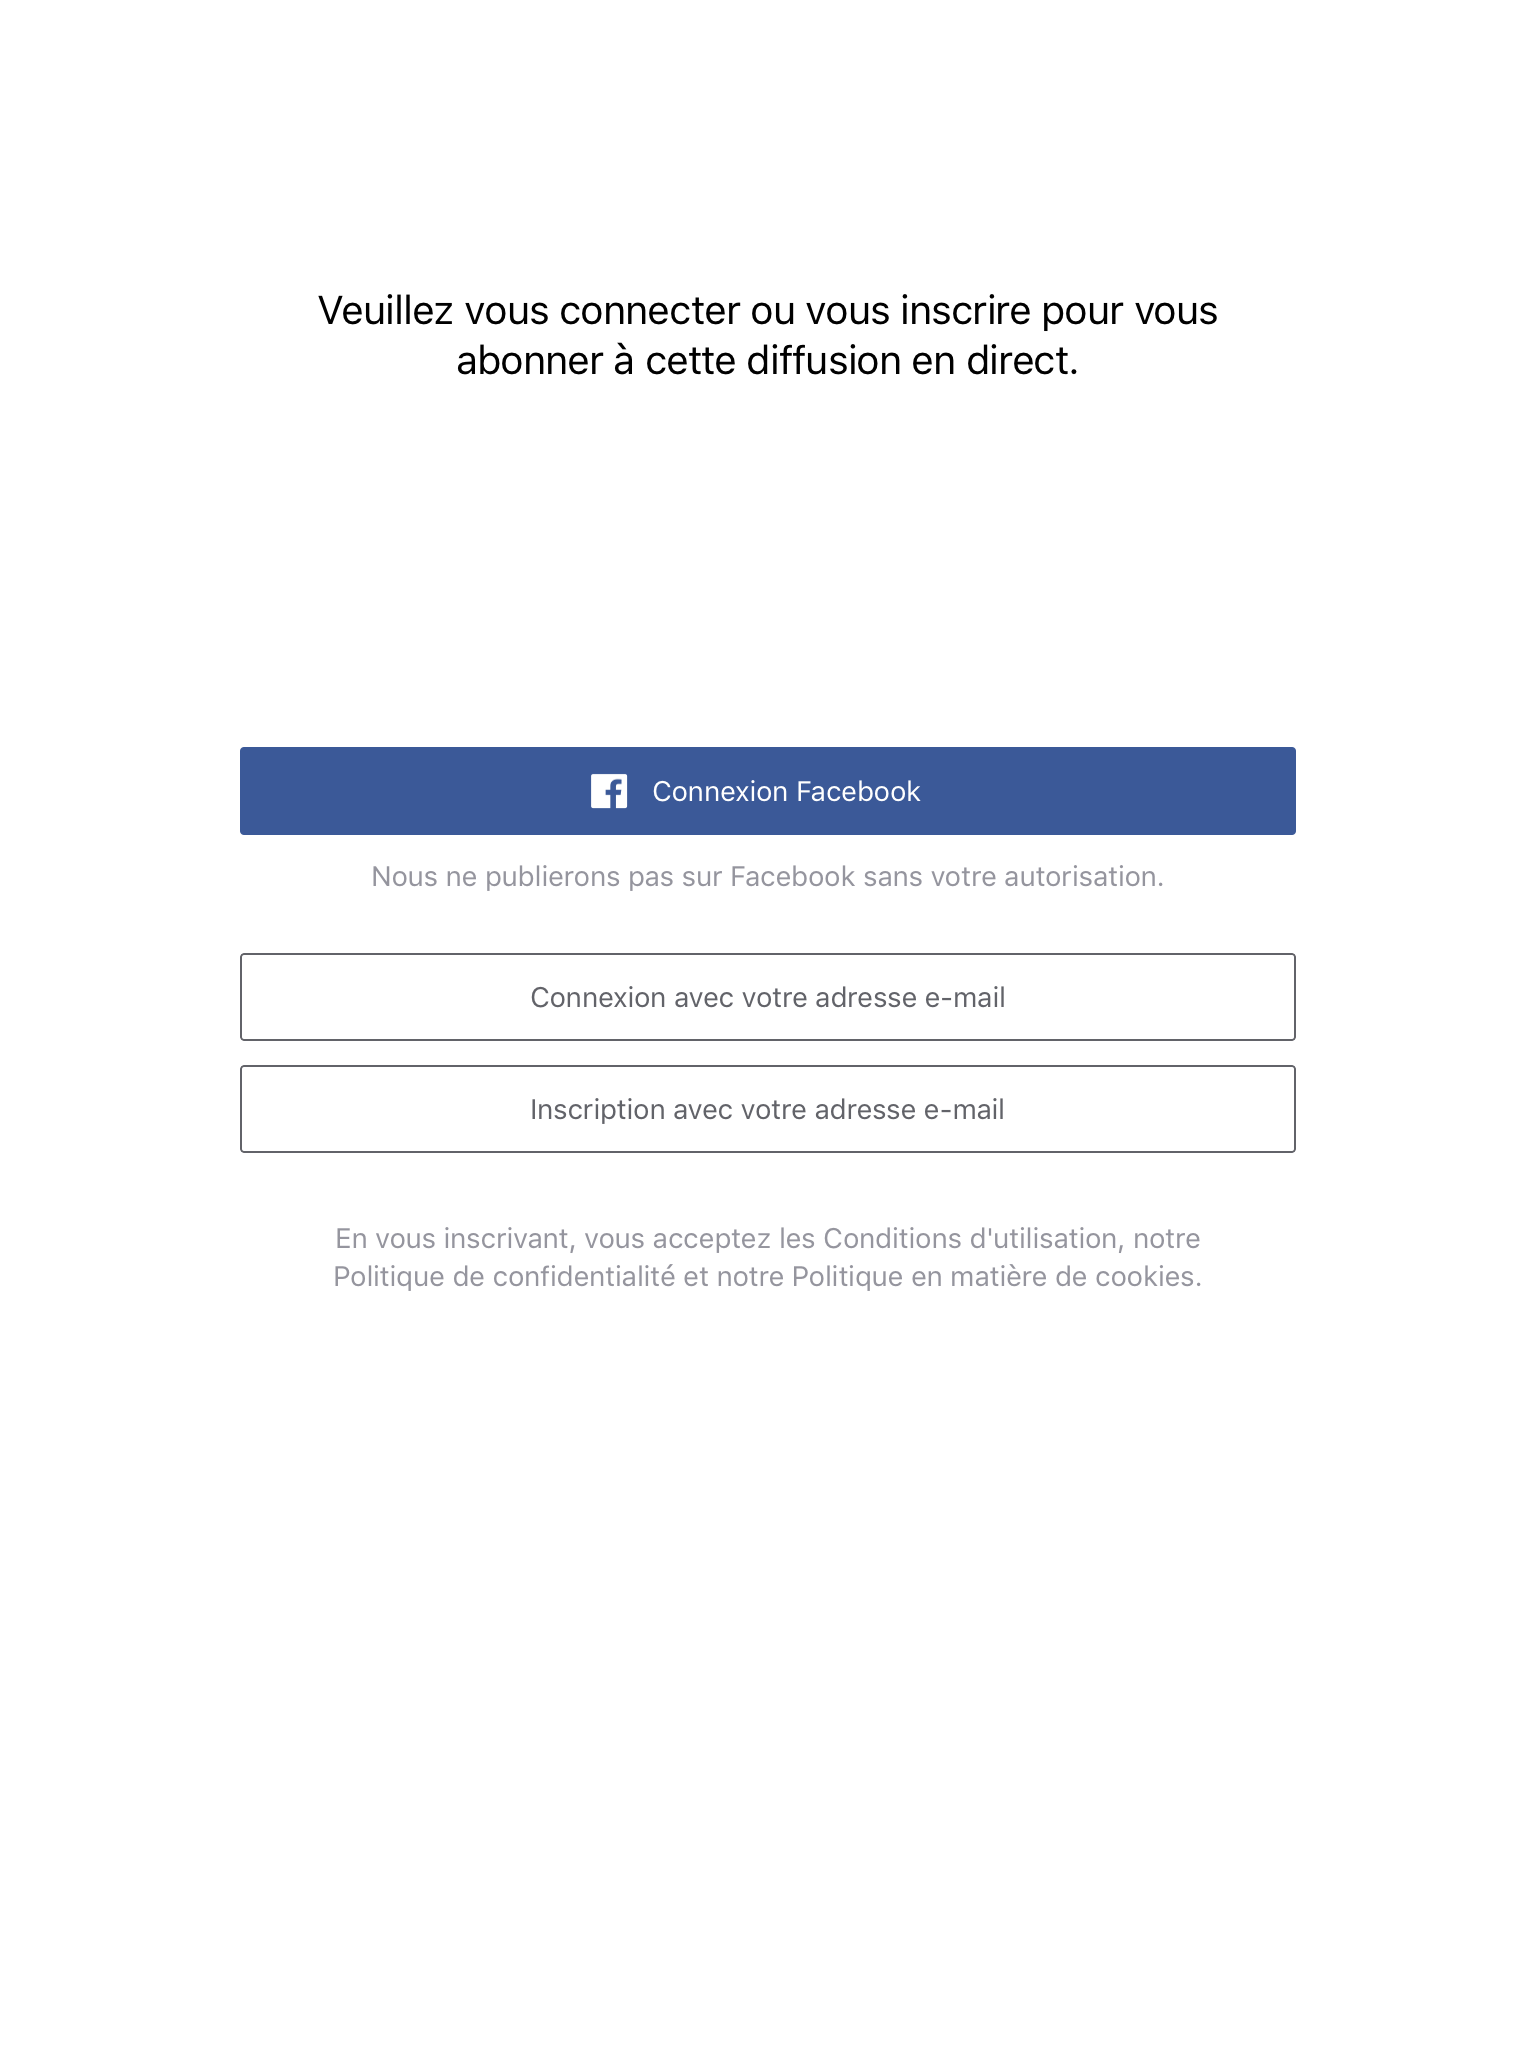 Veuillez vous connecter ou vous inscrire pour vous
abonner à cette diffusion en direct.
Connexion Facebook
Nous ne publierons pas sur Facebook sans votre autorisation.
Connexion avec votre adresse e-mail
Inscription avec votre adresse e-mail
En vous inscrivant, vous acceptez les Conditions d'utilisation, notre
Politique de confidentialité et notre Politique en matière de cookies.